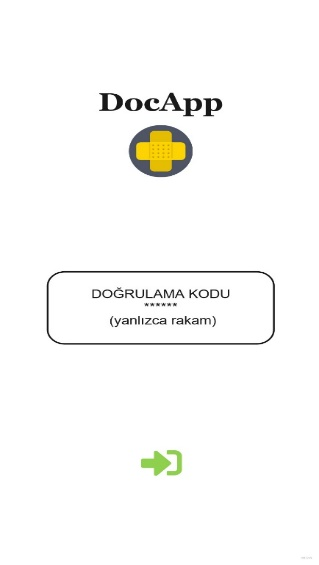 DocApp
DOĞRULAMA KODU
******
(yanlızca rakam)